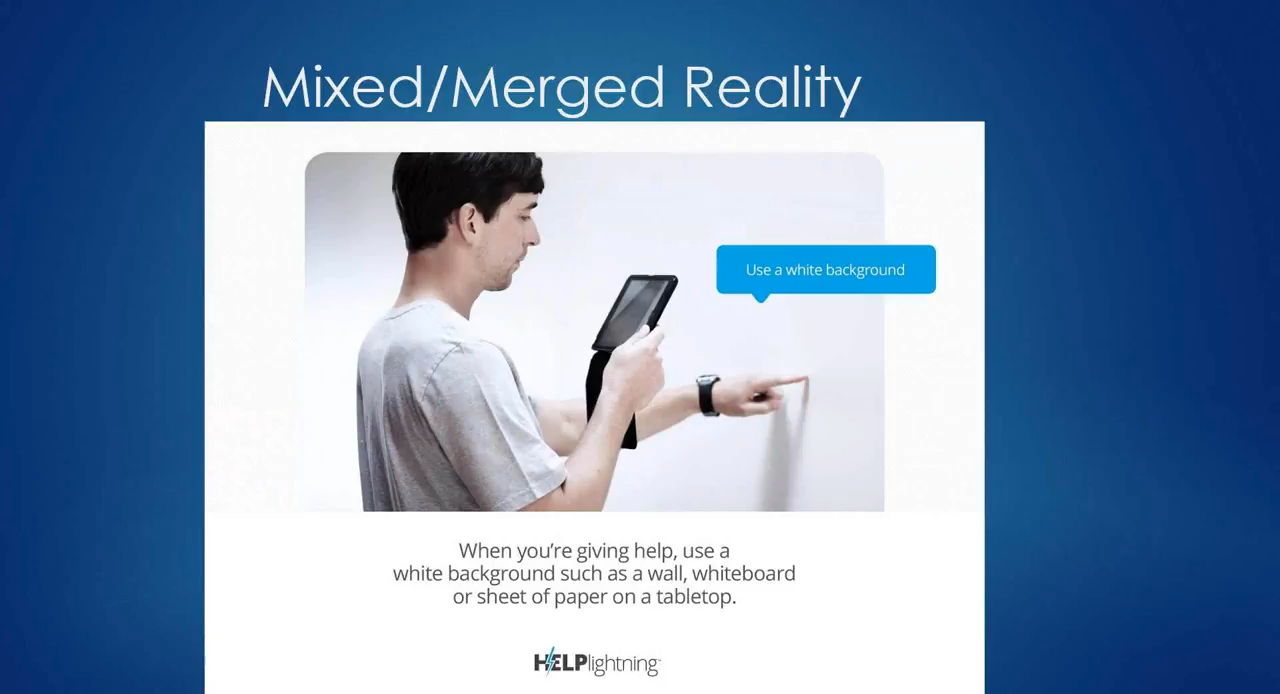 Mixed/Merged Reality
Use a white background
When you're giving help, use a
white background such as a wall, whiteboard
or sheet of paper on a tabletop.
HELPlightning™